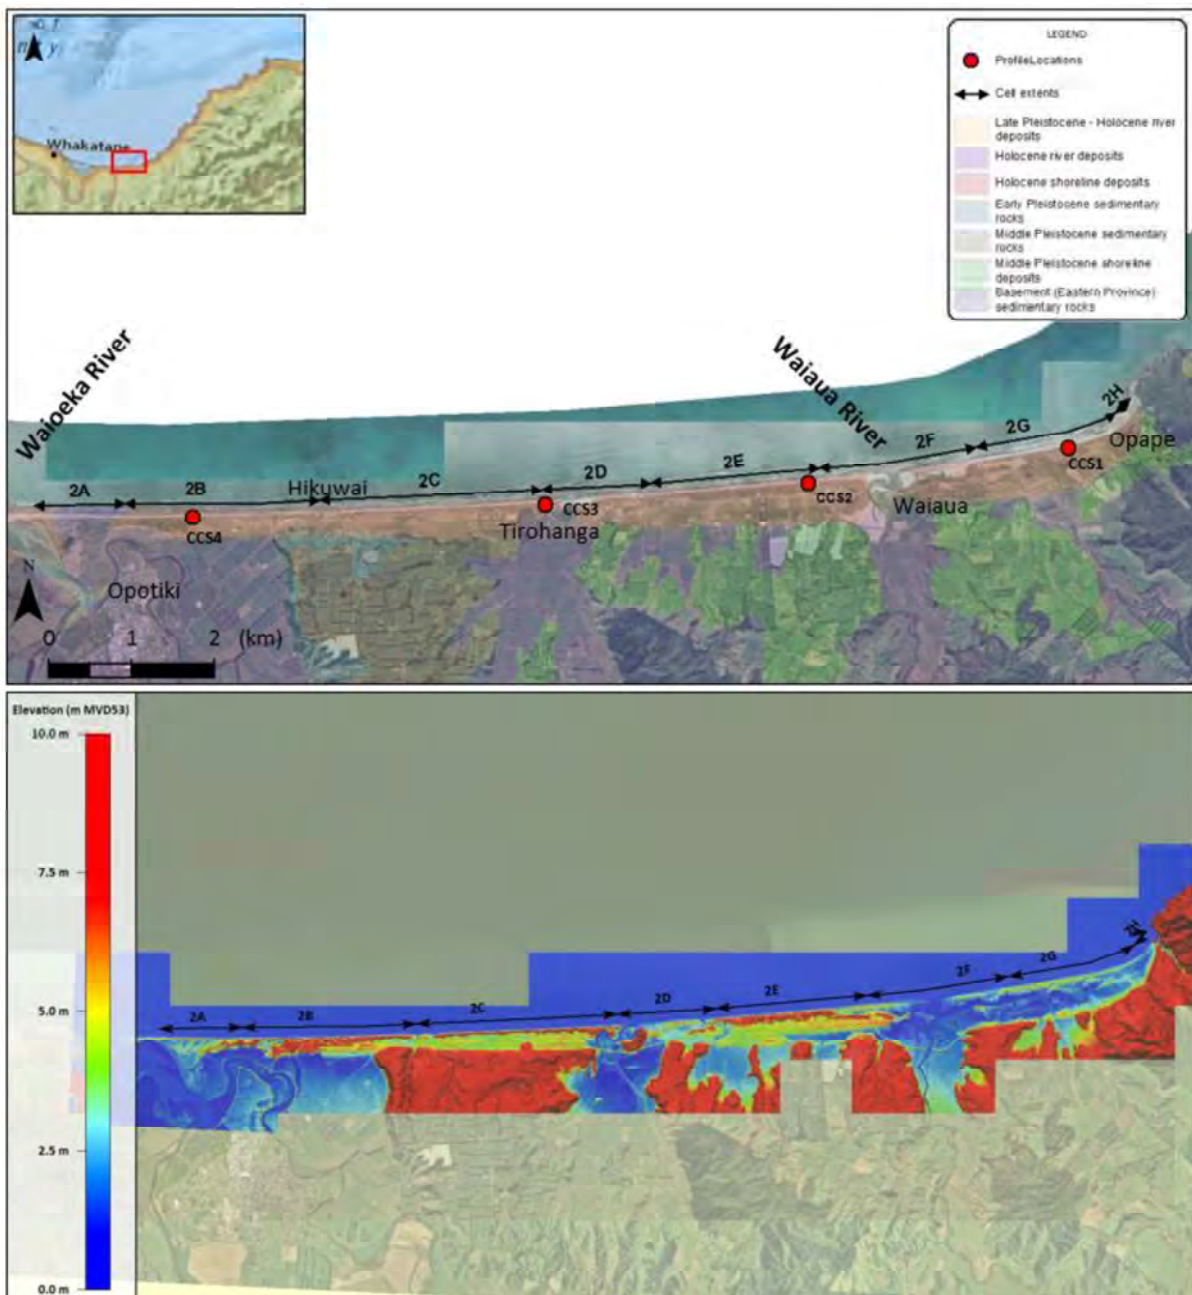 Whakatane
LEGEND
ProfileLocations
Cell extents
Late Pleistocene - Holocene river
deposits
Holocene river deposits
Holocene shoreline deposits
Early Pleistocene sedimentary
rocks
Middle Pleistocene sedimentary
rocks
Middle Pleistocene shoreline
deposits
Basement (Eastern Province)
sedimentary rocks
Waioeka River
Waiaua River
2A
2B
Hikuwai
2C
2D
2E
2F
2G
2H
Opape
CCS1
CCS2
CCS3
CCS4
Tirohanga
Waiaua
Opotiki
N
0 1 2 (km)
Elevation (m MVD53)
10.0 m
7.5 m
5.0 m
2.5 m
0.0 m
2A
2B
2C
2D
2E
2F
2G
2H